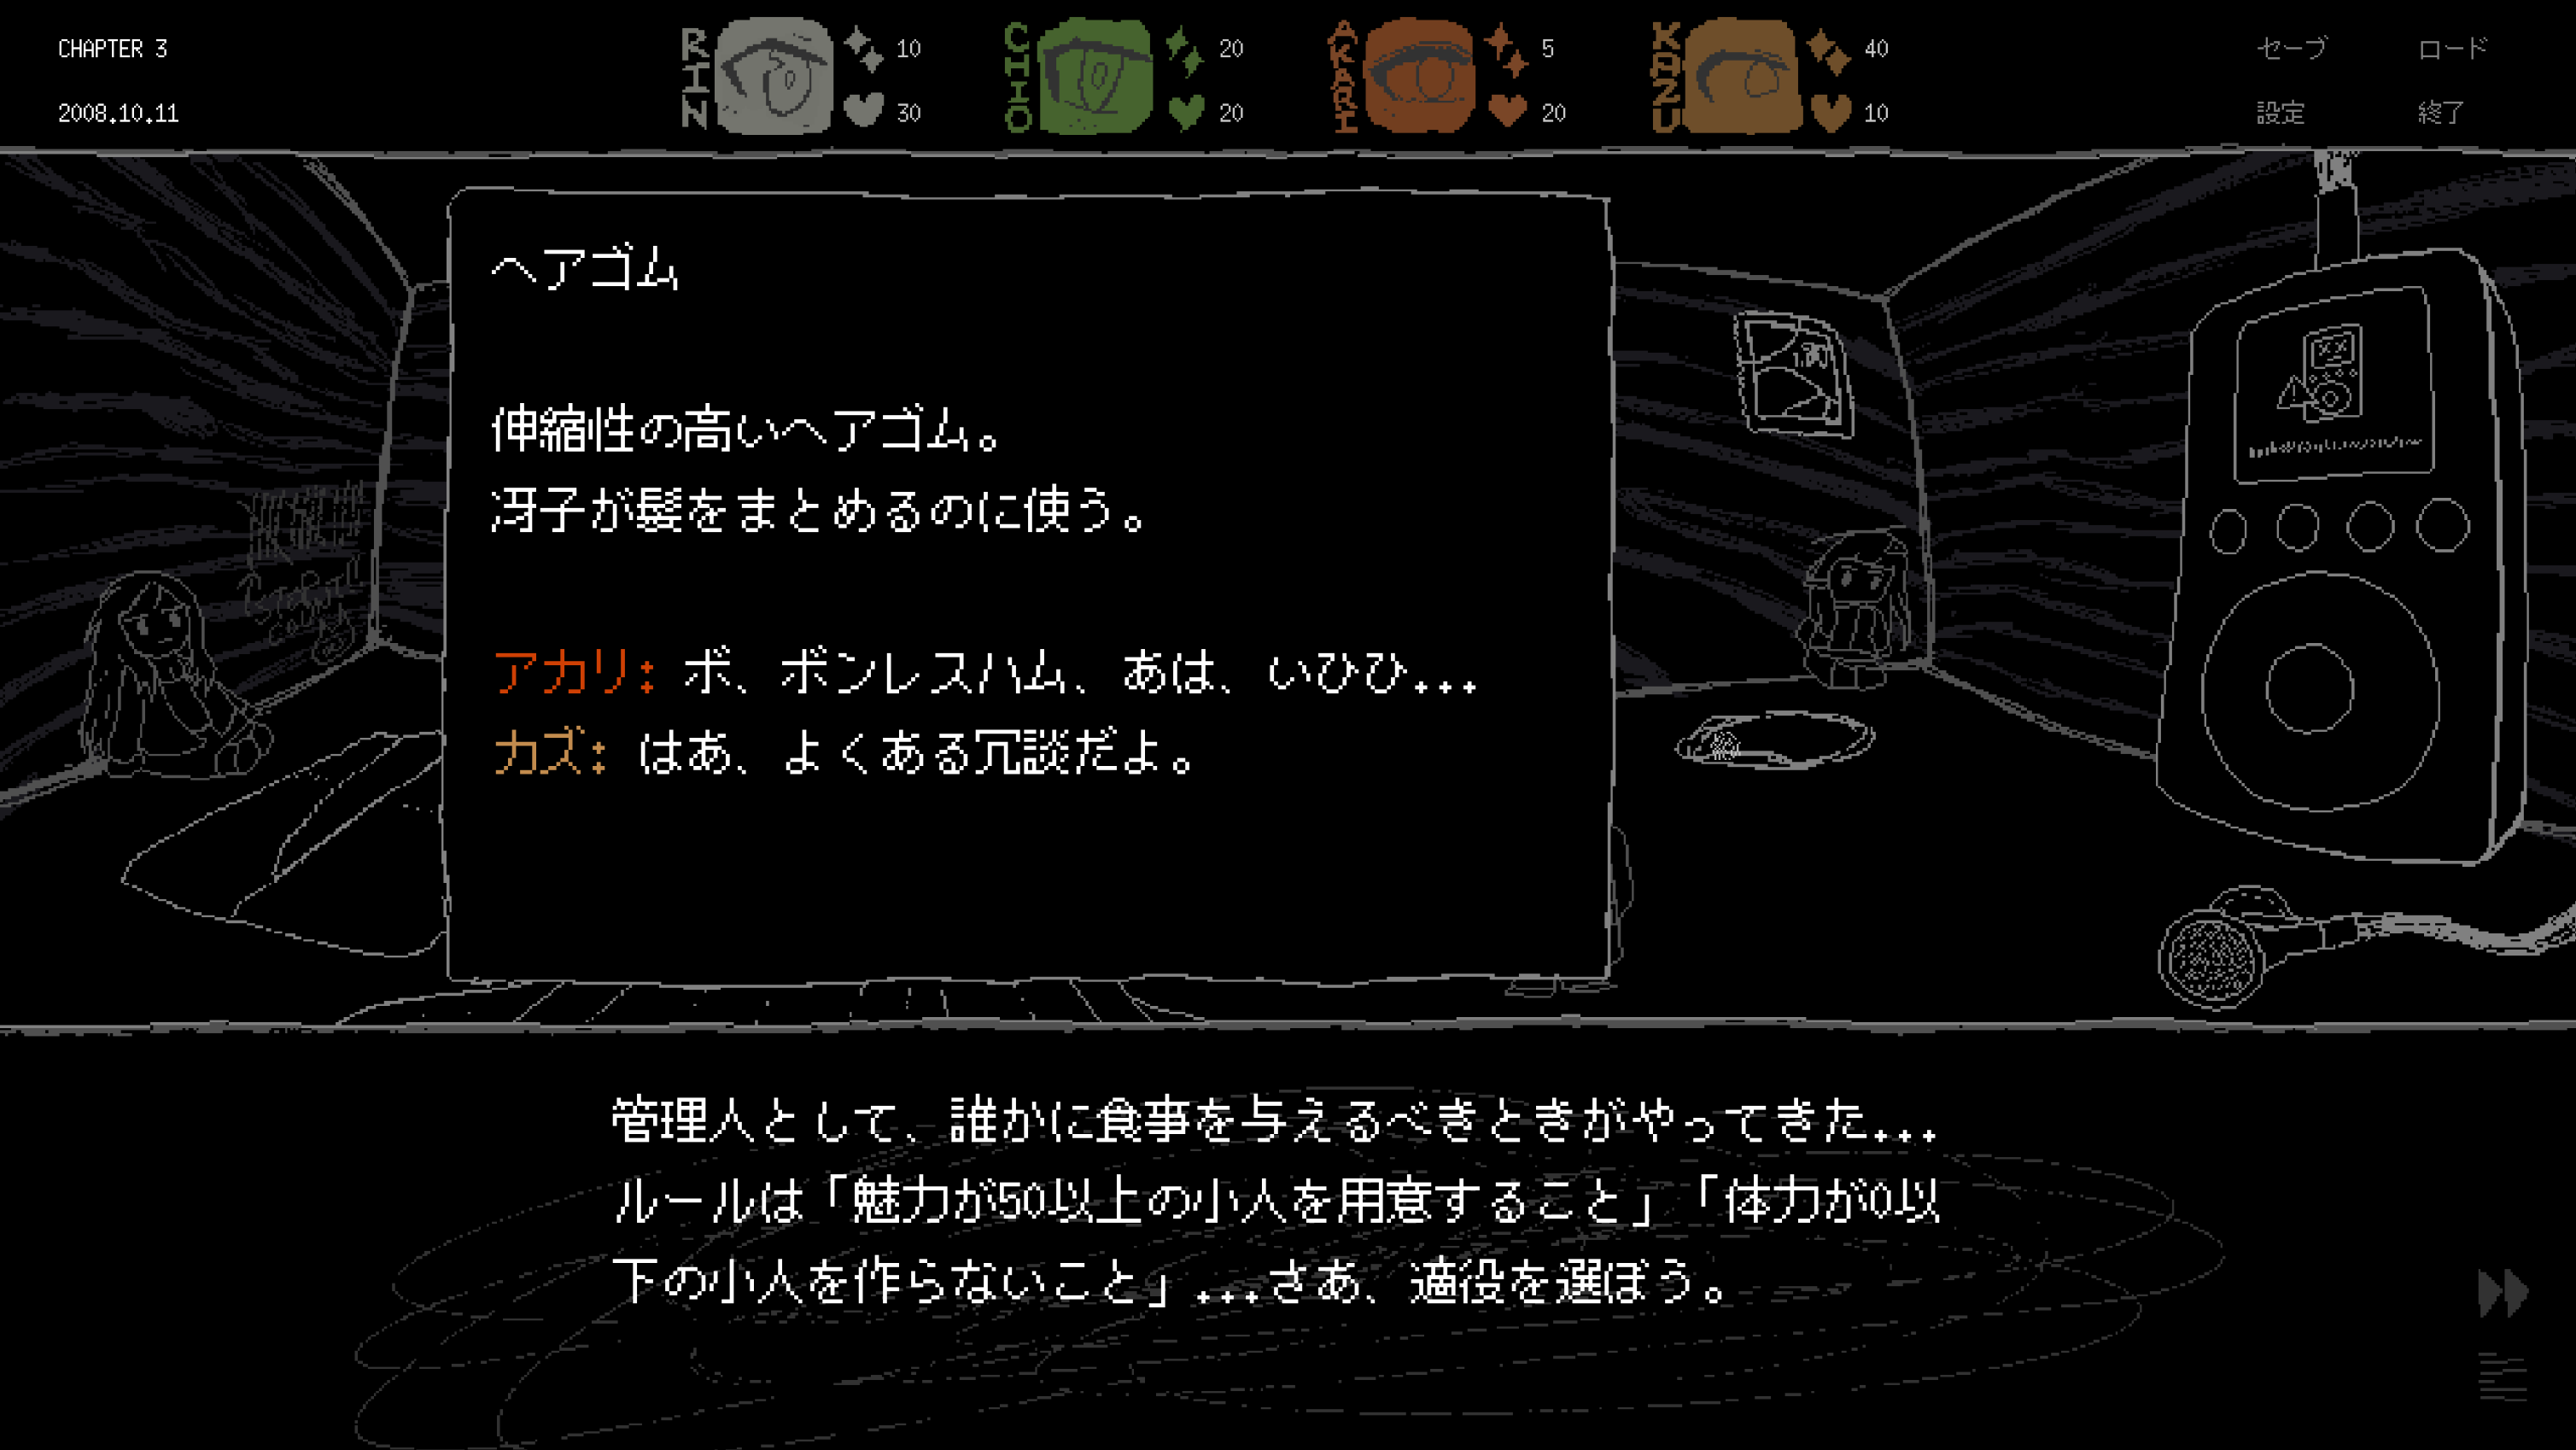 CHAPTER 3
2008.10.11
RIN
10
30
CHIO
20
20
AKARI
5
20
KAZU
40
10
セーブ
ロード
設定
終了
ヘアゴム
伸縮性の高いヘアゴム。
冴子が髪をまとめるのに使う。
アカリ: ボ、ボンレスハム、あは、いひひ...
カズ: はあ、よくある冗談だよ。
管理人として、誰かに食事を与えるべきときがやってきた...
ルールは「魅力が50以上の小人を用意すること」「体力が0以
下の小人を作らないこと」...さあ、適役を選ぼう。